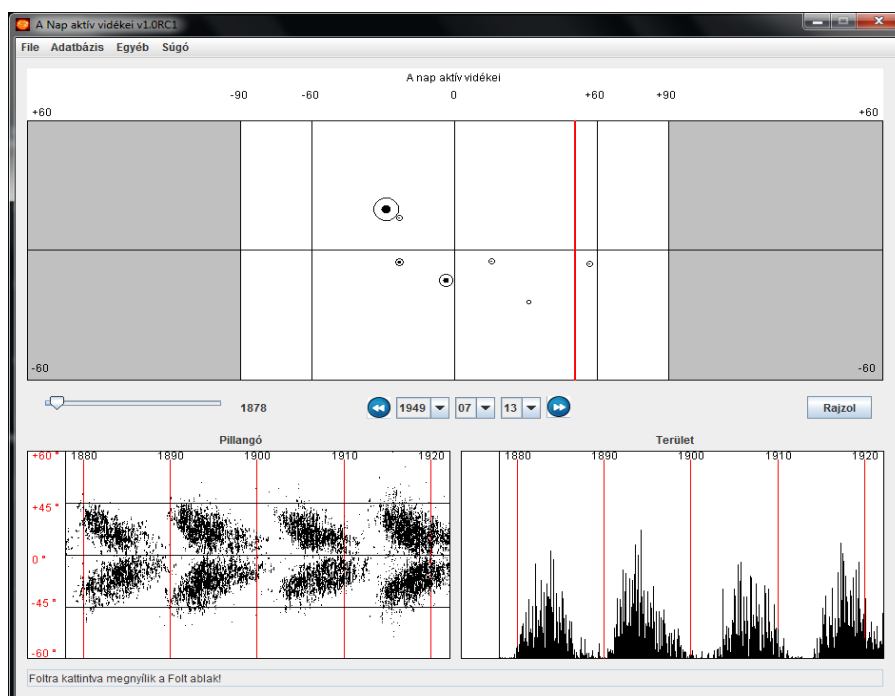 A Nap aktív vidékei v1.0RC1
File Adatbázis Egyéb Súgó
A nap aktív vidékei
-90 -60 0 +60 +90
+60 +60
-60 -60
1878 1949 07 13 Rajzol
Pillangó Terület
+60 ° 1880 1890 1900 1910 1920 1880 1890 1900 1910 1920
+45 °
0 °
-45 °
-60 °
Foltra kattintva megnyílik a Folt ablak!